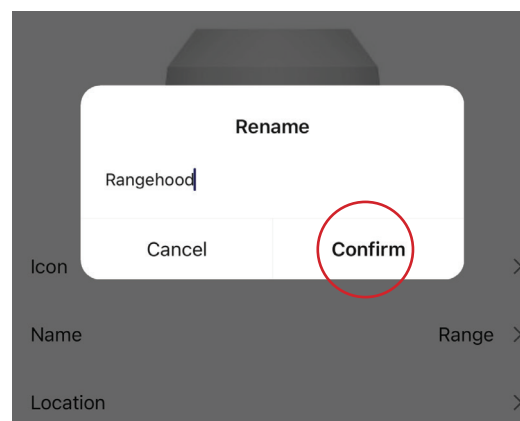 Rename
Rangehood
Cancel Confirm
Icon
Name Range
Location